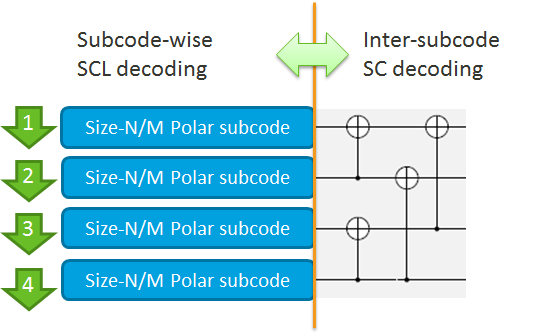 Subcode-wise
SCL decoding
Inter-subcode
SC decoding
1
Size-N/M Polar subcode
2
Size-N/M Polar subcode
3
Size-N/M Polar subcode
4
Size-N/M Polar subcode